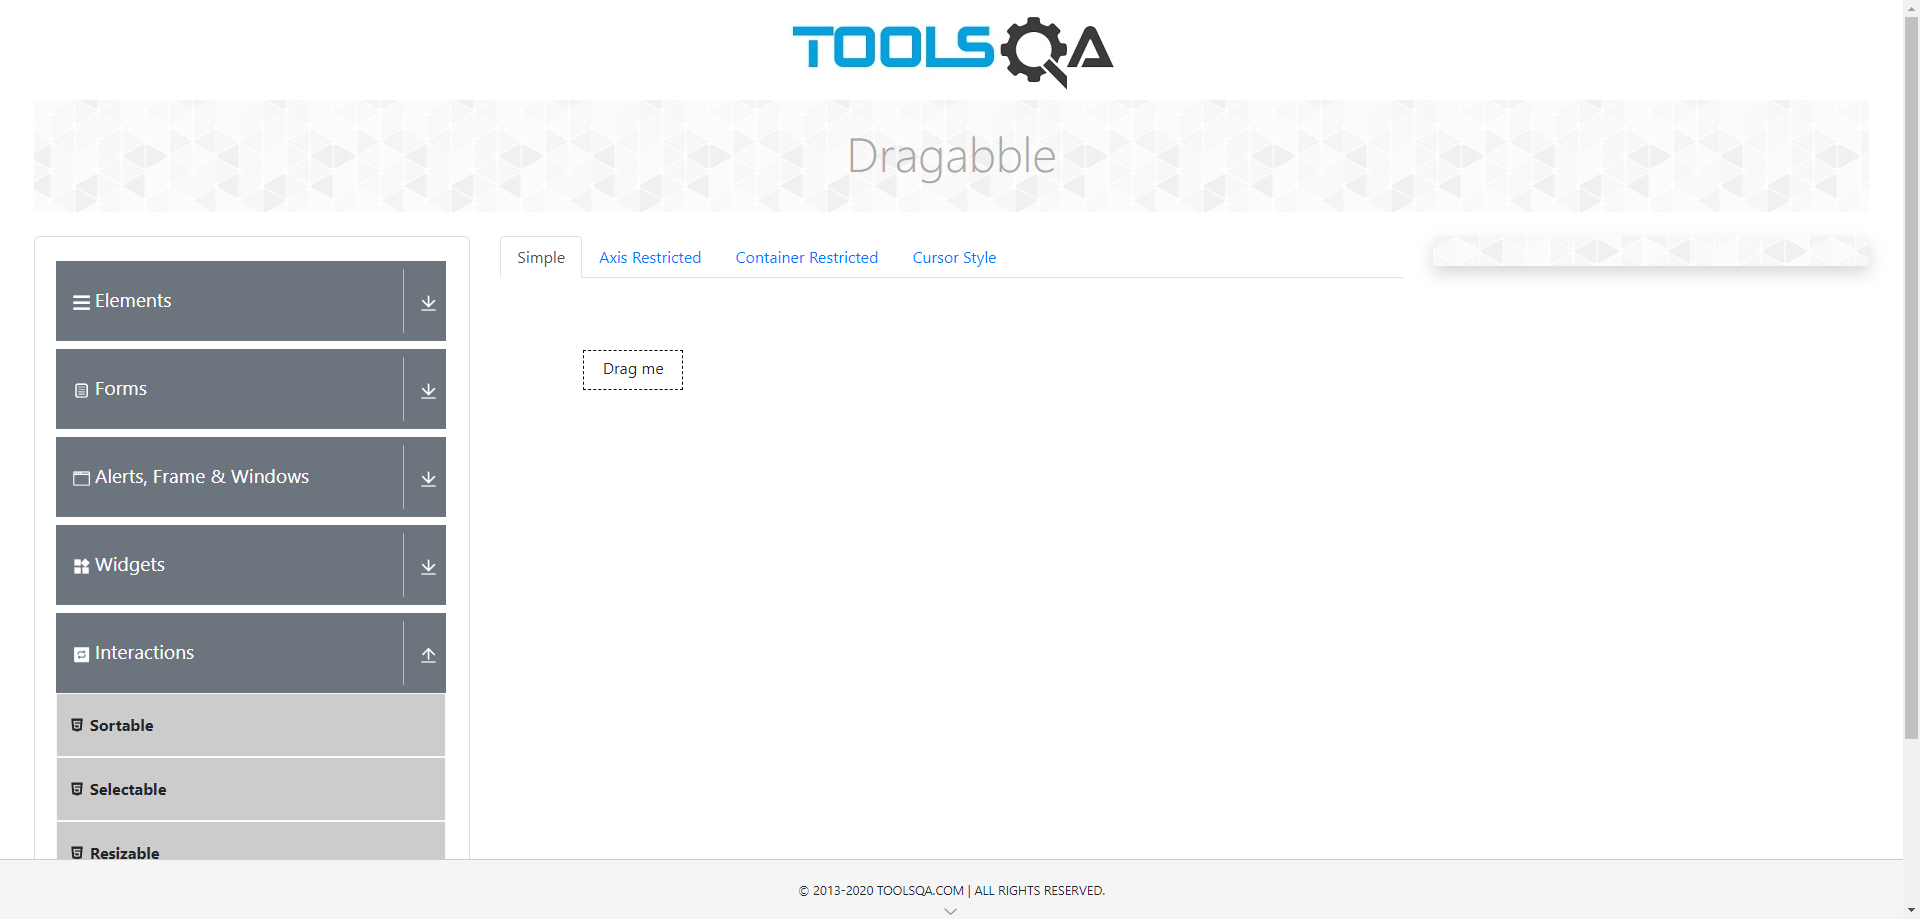 TOOLSQA
Dragabble
Simple
Axis Restricted
Container Restricted
Cursor Style
Elements
Forms
Alerts, Frame & Windows
Widgets
Interactions
Sortable
Selectable
Resizable
Drag me
© 2013-2020 TOOLSQA.COM | ALL RIGHTS RESERVED.